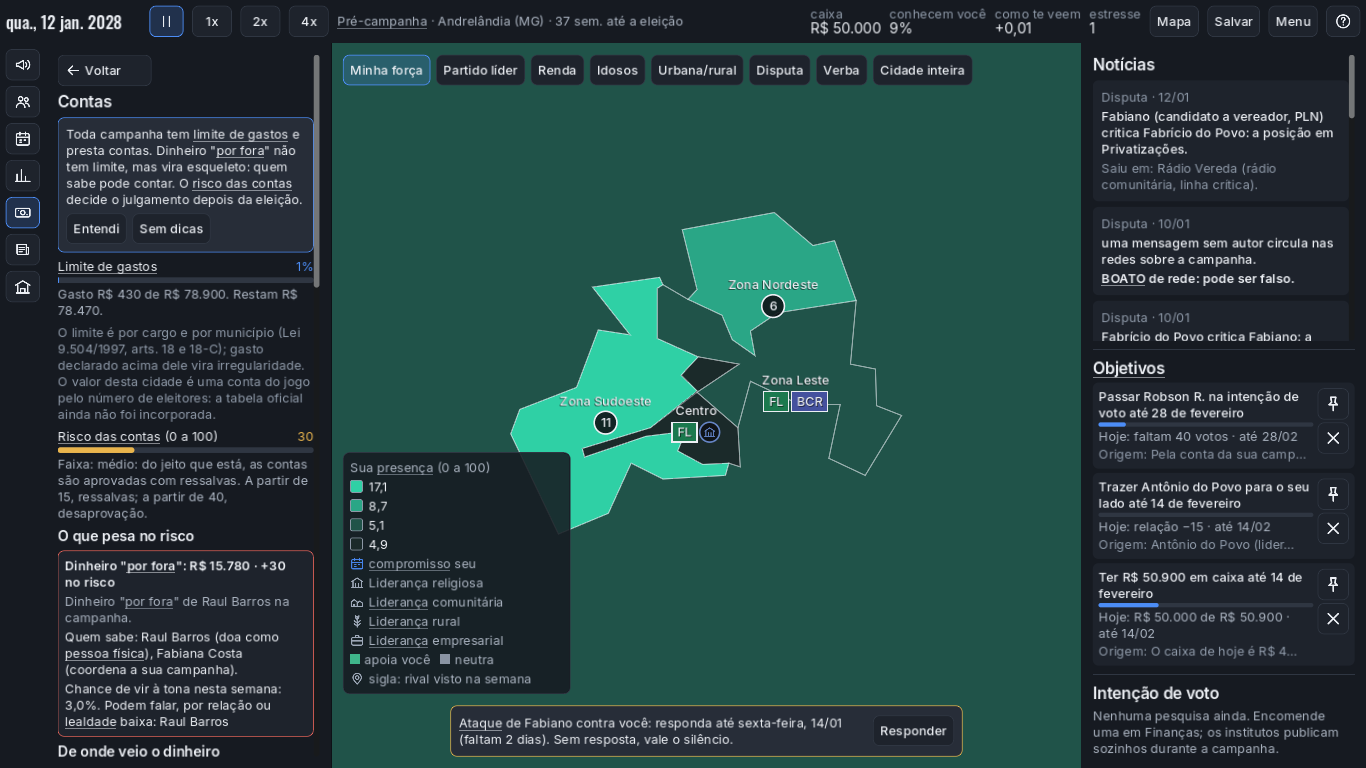 qua., 12 jan. 2028
1x
2x
4x
Pré-campanha · Andrelândia (MG) · 37 sem. até a eleição
caixa
R$ 50.000
conhecem você
9%
como te veem
+0,01
estresse
1
Mapa
Salvar
Menu
Voltar
Contas
Toda campanha tem limite de gastos e
presta contas. Dinheiro "por fora" não
tem limite, mas vira esqueleto: quem
sabe pode contar. O risco das contas
decide o julgamento depois da eleição.
Entendi
Sem dicas
Limite de gastos 1%
Gasto R$ 430 de R$ 78.900. Restam R$
78.470.
O limite é por cargo e por município (Lei
9.504/1997, arts. 18 e 18-C); gasto
declarado acima dele vira irregularidade.
O valor desta cidade é uma conta do jogo
pelo número de eleitores: a tabela oficial
ainda não foi incorporada.
Risco das contas (0 a 100) 30
Faixa: médio: do jeito que está, as contas
são aprovadas com ressalvas. A partir de
15, ressalvas; a partir de 40,
desaprovação.
O que pesa no risco
Dinheiro "por fora": R$ 15.780 · +30
no risco
Dinheiro "por fora" de Raul Barros na
campanha.
Quem sabe: Raul Barros (doa como
pessoa física), Fabiana Costa
(coordena a sua campanha).
Chance de vir à tona nesta semana:
3,0%. Podem falar, por relação ou
lealdade baixa: Raul Barros
De onde veio o dinheiro
Minha força
Partido líder
Renda
Idosos
Urbana/rural
Disputa
Verba
Cidade inteira
Zona Nordeste
6
Zona Leste
FL BCR
Zona Sudoeste
11
Centro
FL
Sua presença (0 a 100)
17,1
8,7
5,1
4,9
compromisso seu
Liderança religiosa
Liderança comunitária
Liderança rural
Liderança empresarial
apoia você neutra
sigla: rival visto na semana
Ataque de Fabiano contra você: responda até sexta-feira, 14/01
(faltam 2 dias). Sem resposta, vale o silêncio.
Responder
Notícias
Disputa · 12/01
Fabiano (candidato a vereador, PLN)
critica Fabrício do Povo: a posição em
Privatizações.
Saiu em: Rádio Vereda (rádio
comunitária, linha crítica).
Disputa · 10/01
uma mensagem sem autor circula nas
redes sobre a campanha.
BOATO de rede: pode ser falso.
Disputa · 10/01
Fabrício do Povo critica Fabiano: a
Objetivos
Passar Robson R. na intenção de
voto até 28 de fevereiro
Hoje: faltam 40 votos · até 28/02
Origem: Pela conta da sua camp...
Trazer Antônio do Povo para o seu
lado até 14 de fevereiro
Hoje: relação −15 · até 14/02
Origem: Antônio do Povo (lider...
Ter R$ 50.900 em caixa até 14 de
fevereiro
Hoje: R$ 50.000 de R$ 50.900 ·
até 14/02
Origem: O caixa de hoje é R$ 4...
Intenção de voto
Nenhuma pesquisa ainda. Encomende
uma em Finanças; os institutos publicam
sozinhos durante a campanha.